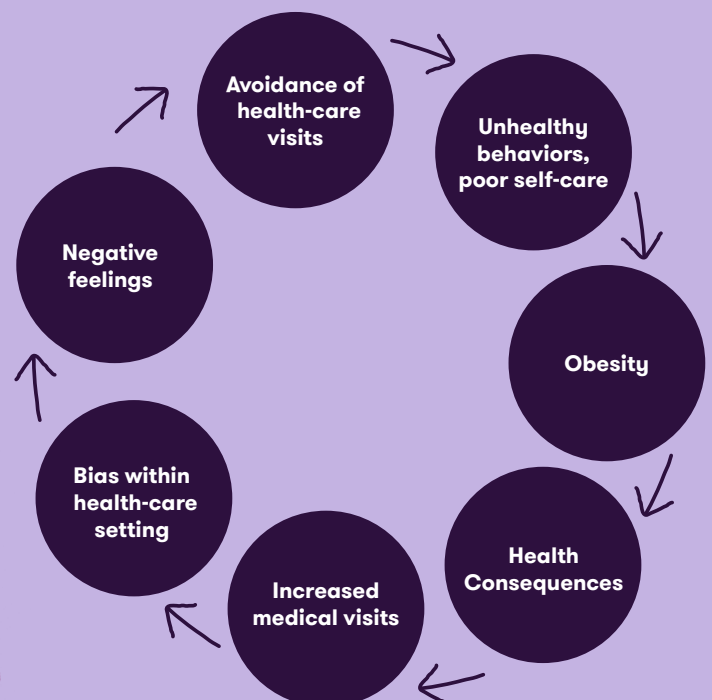 Avoidance of
health-care
visits
Unhealthy
behaviors,
poor self-care
Obesity
Health
Consequences
Increased
medical visits
Bias within
health-care
setting
Negative
feelings